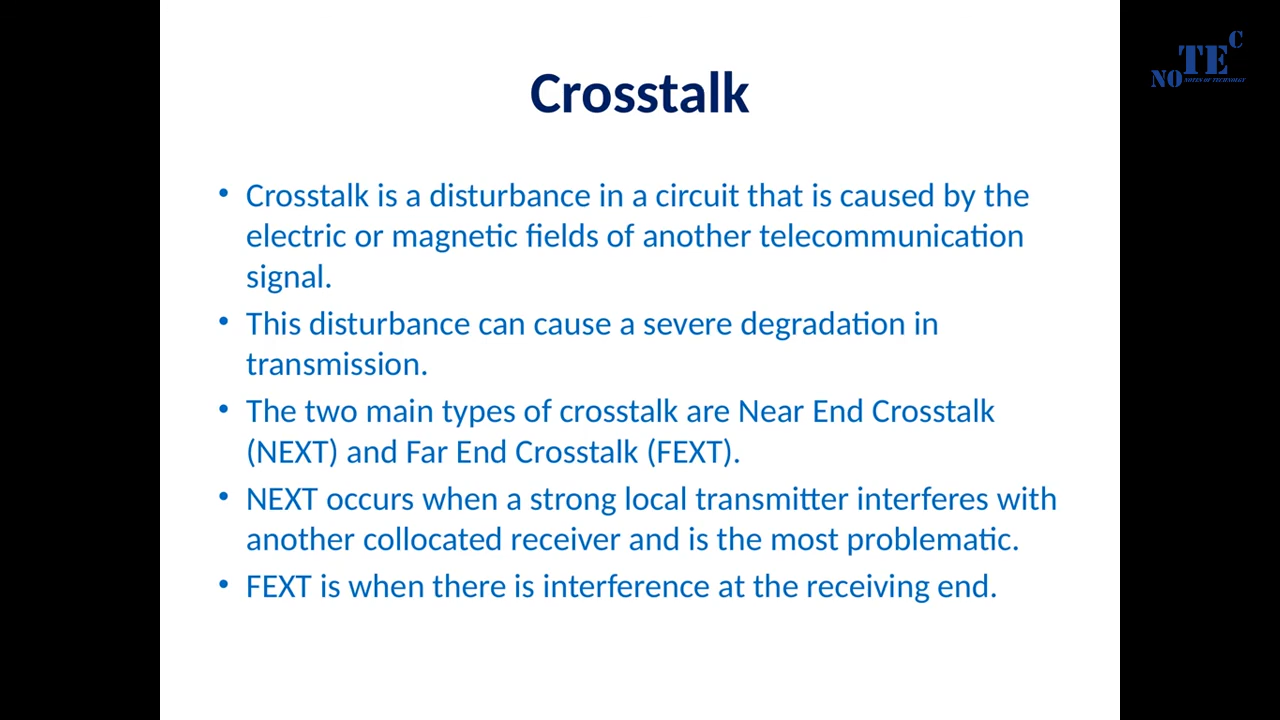 Crosstalk
• Crosstalk is a disturbance in a circuit that is caused by the
electric or magnetic fields of another telecommunication
signal.
• This disturbance can cause a severe degradation in
transmission.
• The two main types of crosstalk are Near End Crosstalk
(NEXT) and Far End Crosstalk (FEXT).
• NEXT occurs when a strong local transmitter interferes with
another collocated receiver and is the most problematic.
• FEXT is when there is interference at the receiving end.
NOTEC
NOTES OF TECHNOLOGY